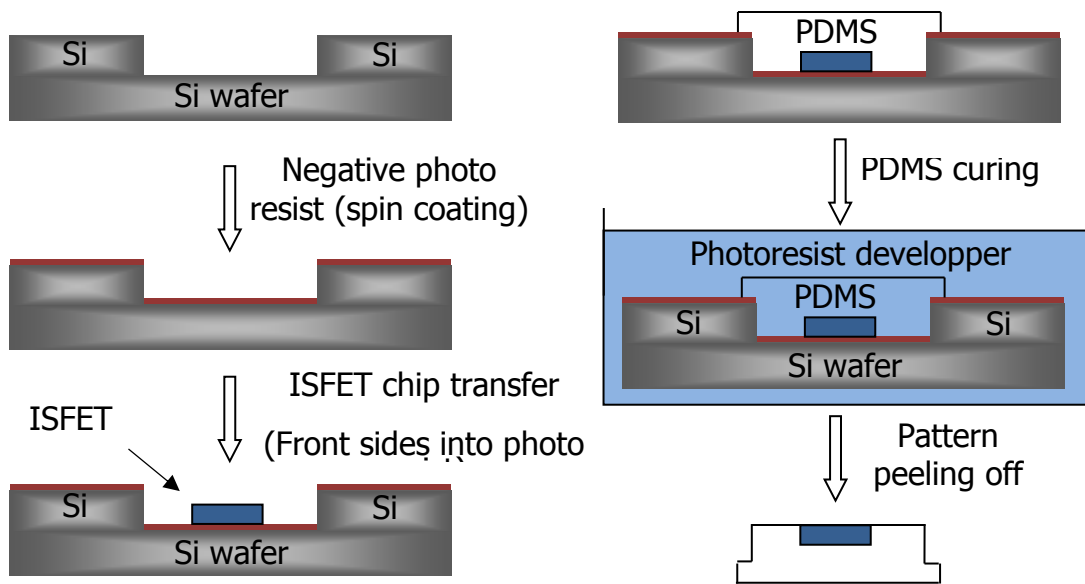 Si
Si
Si wafer
Negative photo
resist (spin coating)
ISFET chip transfer
(Front sides into photo
ISFET
Si
Si
Si wafer
PDMS
PDMS curing
Photoresist developper
PDMS
Si
Si
Si wafer
Pattern
peeling off